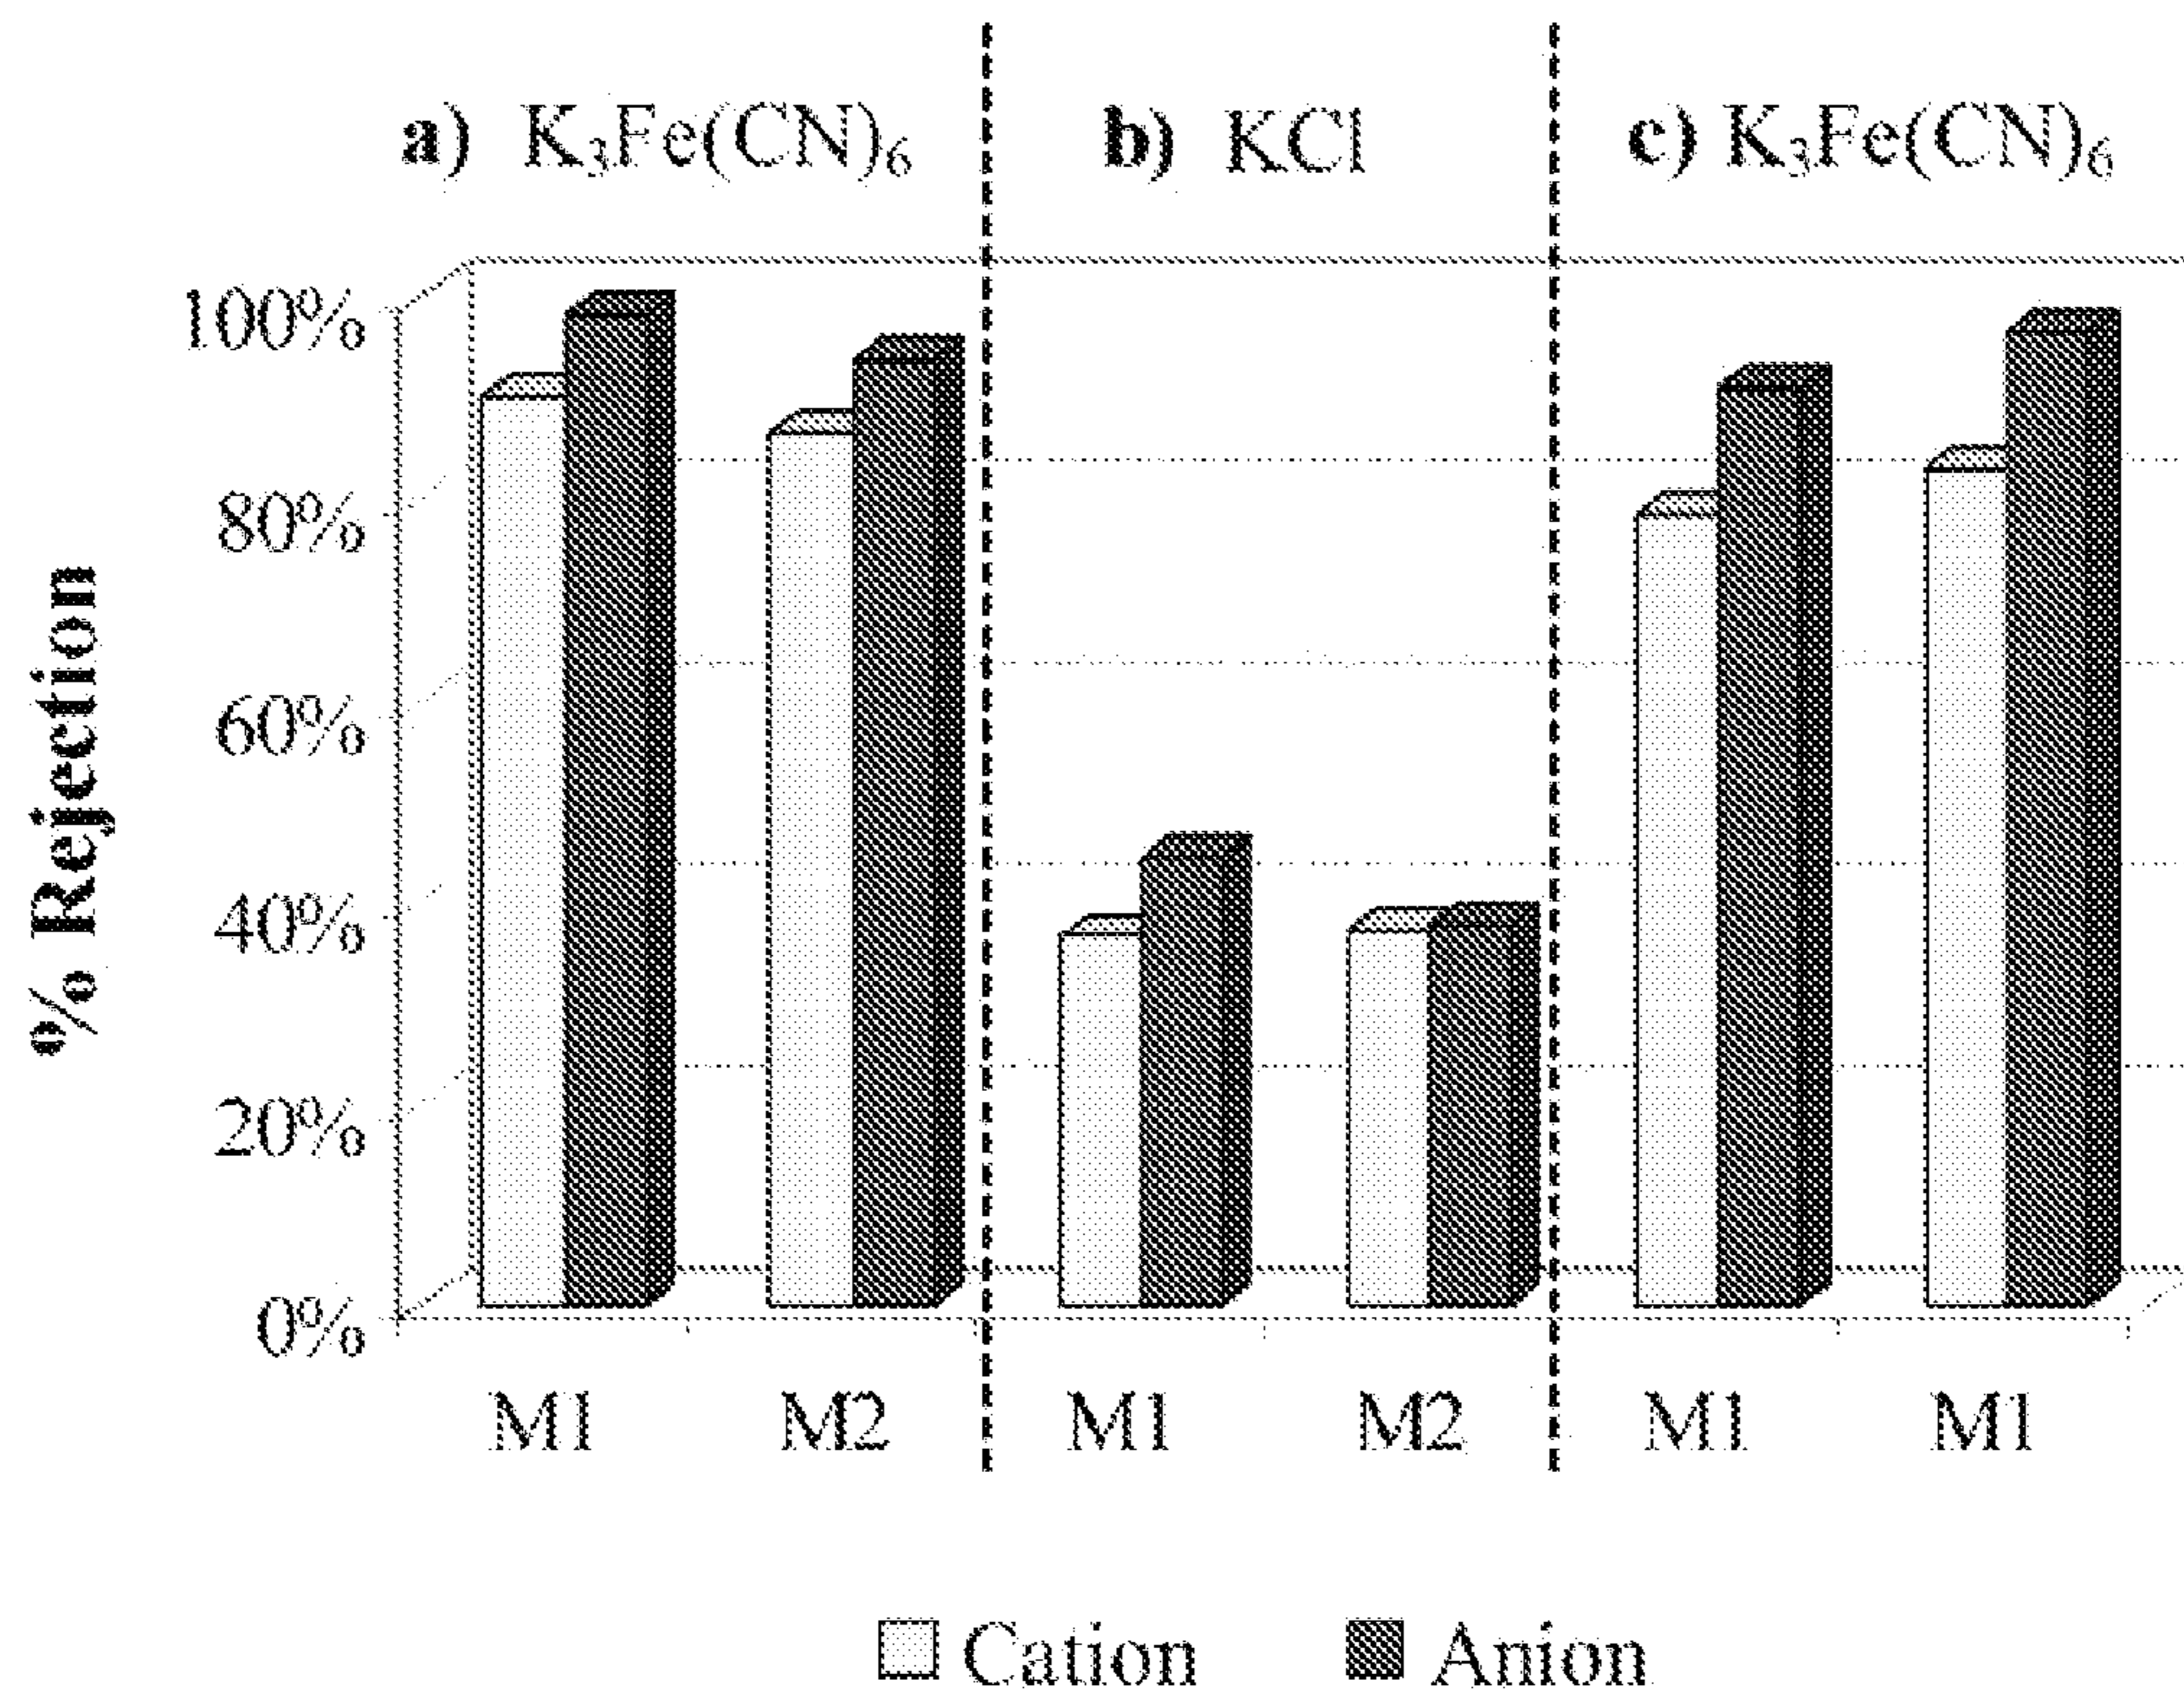 a) K₃Fe(CN)₆
b) KCl
c) K₃Fe(CN)₆
% Rejection
100%
80%
60%
40%
20%
0%
M1 M2 M1 M2 M1 M1
Cation Anion